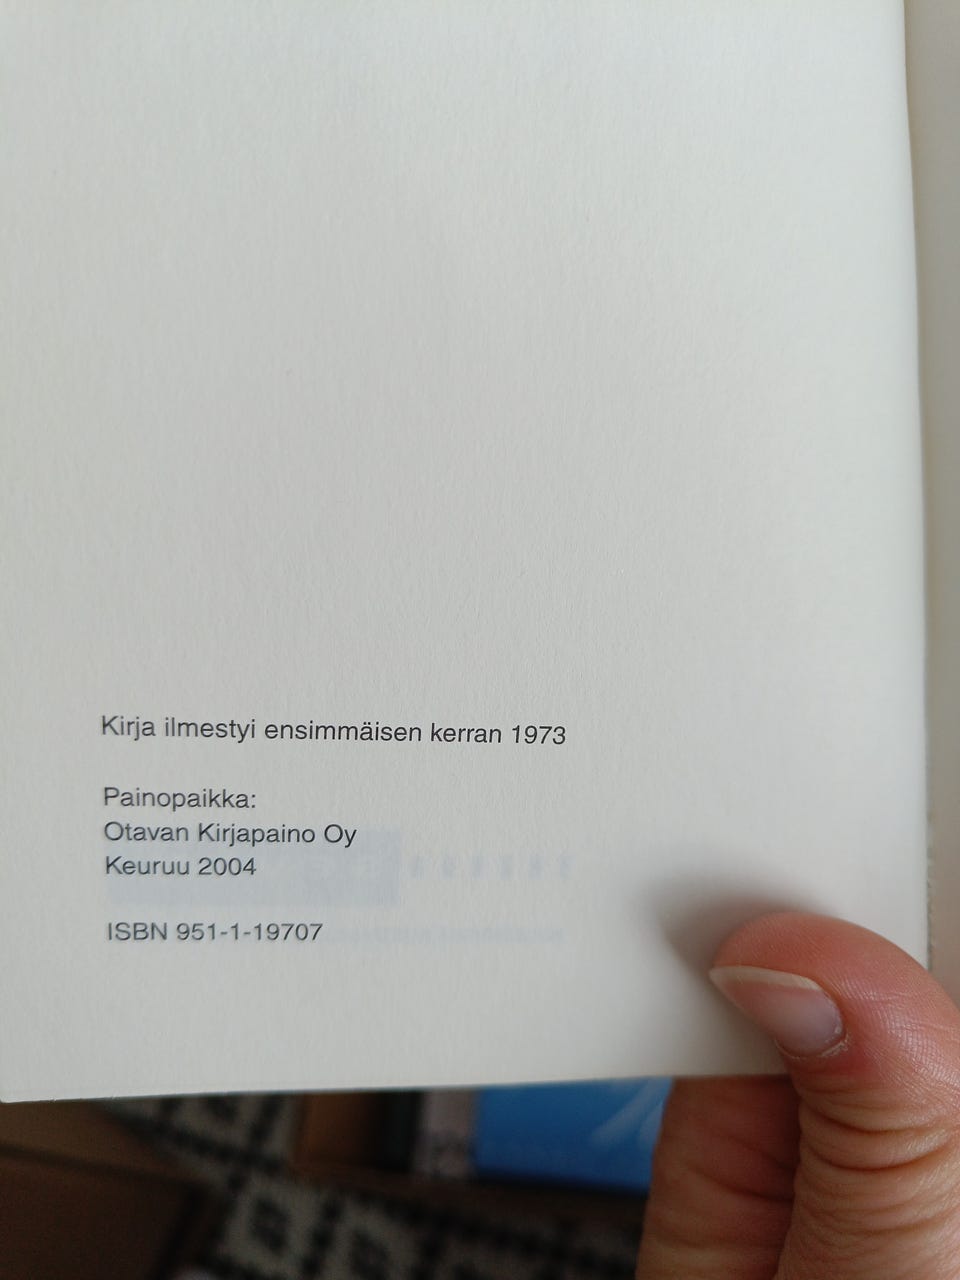 Kirja ilmestyi ensimmäisen kerran 1973
Painopaikka:
Otavan Kirjapaino Oy
Keuruu 2004
ISBN 951-1-19707